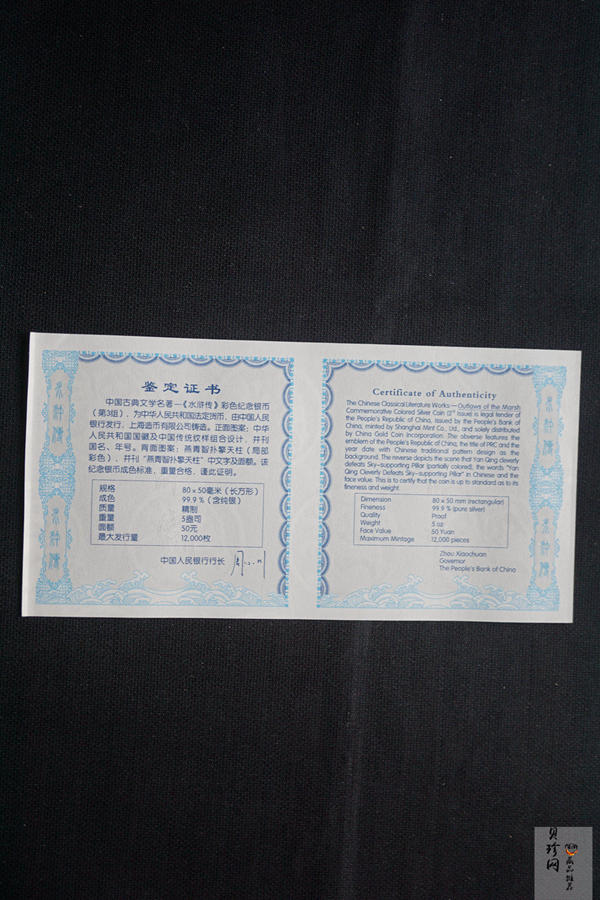 鉴定证书
中国古典文学名著—《水浒传》彩色纪念银币
（第3组），为中华人民共和国法定货币，由中国人民
银行发行，上海造币有限公司铸造。正面图案：中华
人民共和国国徽及中国传统纹样组合设计，并刊
国名、年号。背面图案：燕青智扑擎天柱（局部
彩色），并刊“燕青智扑擎天柱”中文字及面额。该
纪念银币成色标准，重量合格，谨此证明。
规格 80×50毫米（长方形）
成色 99.9％（含纯银）
质量 精制
重量 5盎司
面额 50元
最大发行量 12,000枚
中国人民银行行长
Certificate of Authenticity
The Chinese Classical Literature Works—Outlaws of the Marsh
Commemorative Colored Silver Coin (3rd issue) is legal tender of
the People's Republic of China, issued by the People's Bank of
China, minted by Shanghai Mint Co., Ltd., and solely distributed
by China Gold Coin Incorporation. The obverse features the
emblem of the People's Republic of China, the title of PRC and the
year date with Chinese traditional pattern design as the
background. The reverse depicts the scene that Yan Qing cleverly
defeats Sky-supporting Pillar (partially colored), the words "Yan
Qing Cleverly Defeats Sky-supporting Pillar" in Chinese and the
face value. This is to certify that the coin is up to standard as to its
fineness and weight.
Dimension 80 x 50 mm (rectangular)
Fineness 99.9 % (pure silver)
Quality Proof
Weight 5 oz
Face Value 50 Yuan
Maximum Mintage 12,000 pieces
Zhou Xiaochuan
Governor
The People's Bank of China
贝珍网